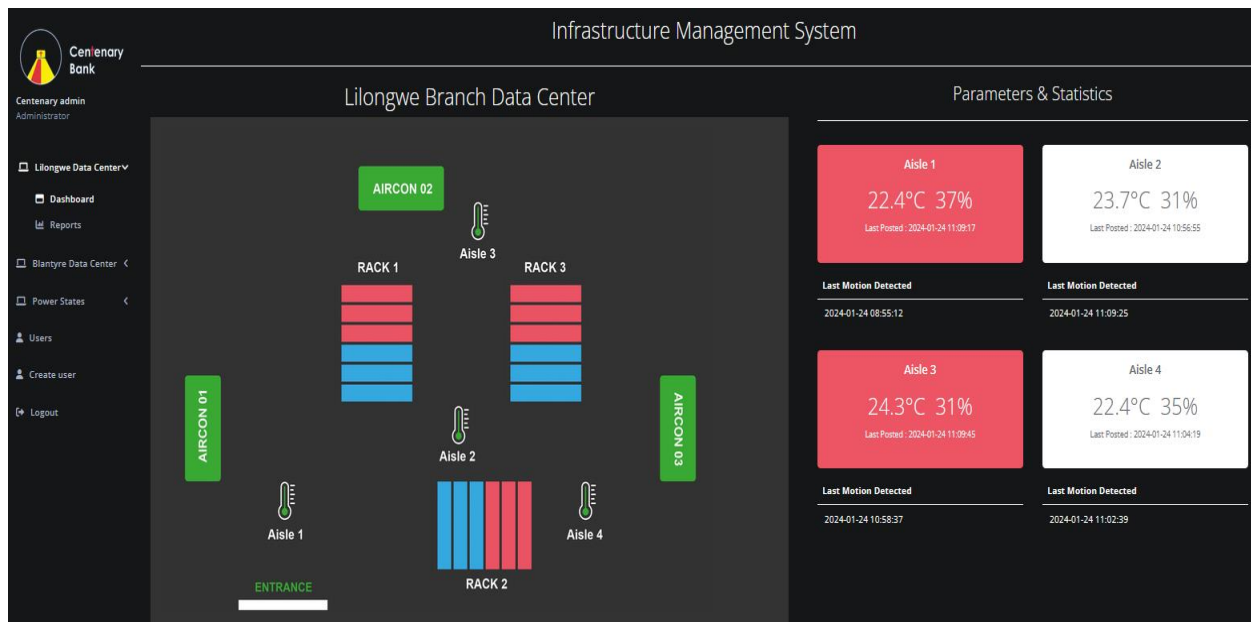 Infrastructure Management System
Centenary
Bank
Centenary admin
Administrator
Lilongwe Data Center
Dashboard
Reports
Blantyre Data Center
Power States
Users
Create user
Logout
Lilongwe Branch Data Center
AIRCON 02
Aisle 3
RACK 1
RACK 3
AIRCON 01
AIRCON 03
Aisle 2
Aisle 1
Aisle 4
RACK 2
ENTRANCE
Parameters & Statistics
Aisle 1
22.4°C 37%
Last Posted : 2024-01-24 11:09:17
Last Motion Detected
2024-01-24 08:55:12
Aisle 2
23.7°C 31%
Last Posted : 2024-01-24 10:56:55
Last Motion Detected
2024-01-24 11:09:25
Aisle 3
24.3°C 31%
Last Posted : 2024-01-24 11:09:45
Last Motion Detected
2024-01-24 10:58:37
Aisle 4
22.4°C 35%
Last Posted : 2024-01-24 11:04:19
Last Motion Detected
2024-01-24 11:02:39